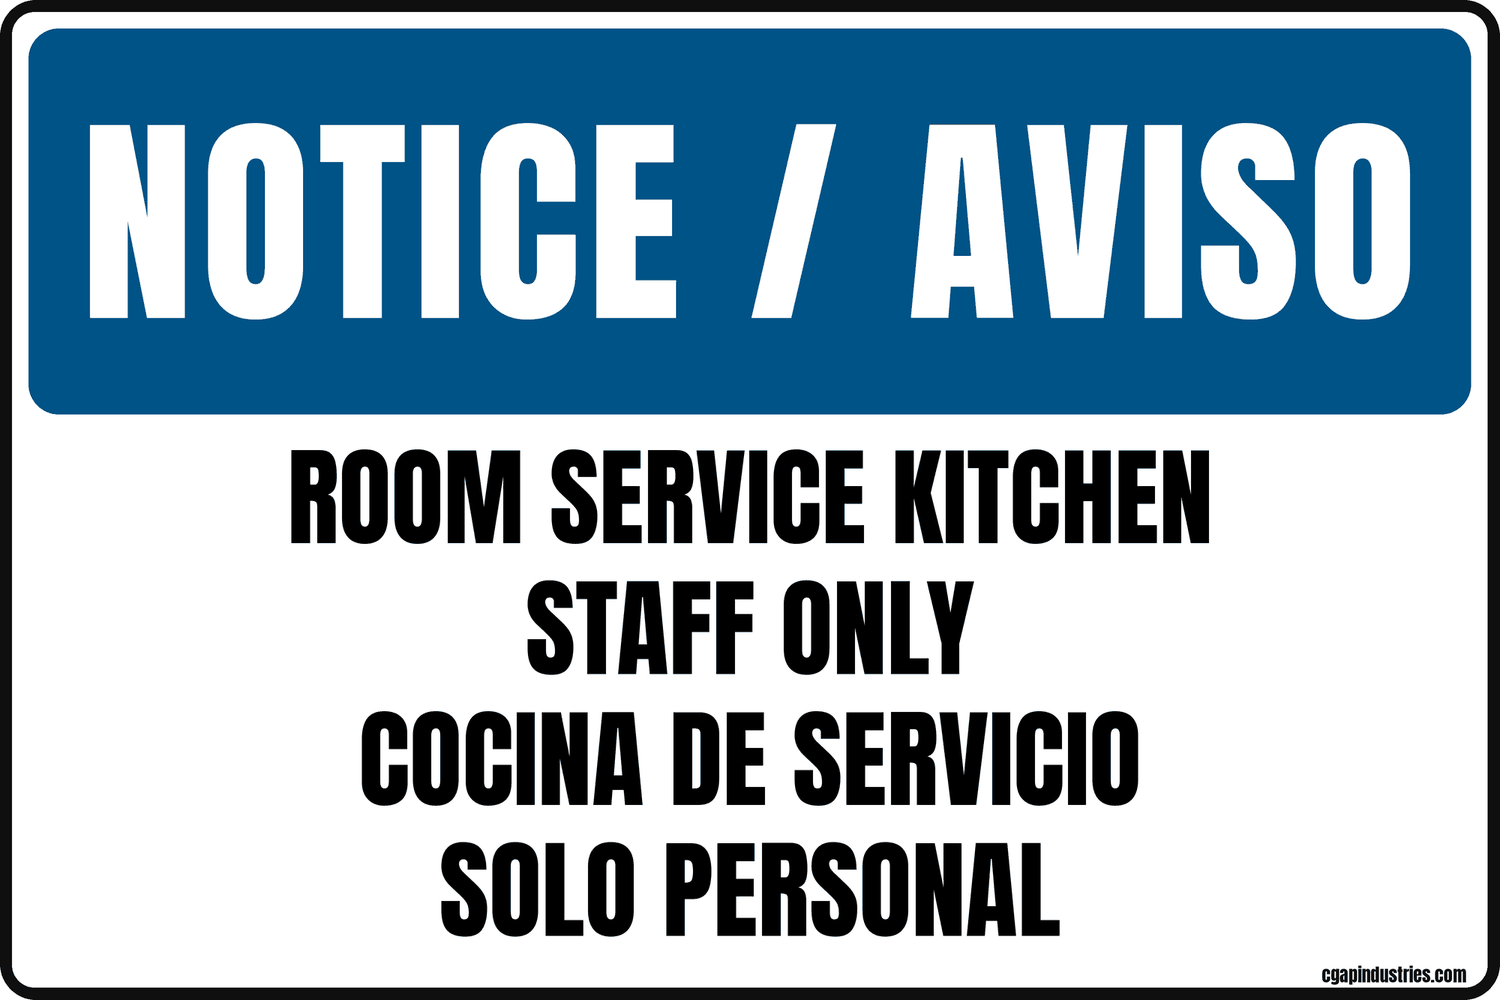 NOTICE / AVISO
ROOM SERVICE KITCHEN
STAFF ONLY
COCINA DE SERVICIO
SOLO PERSONAL
cgapindustries.com